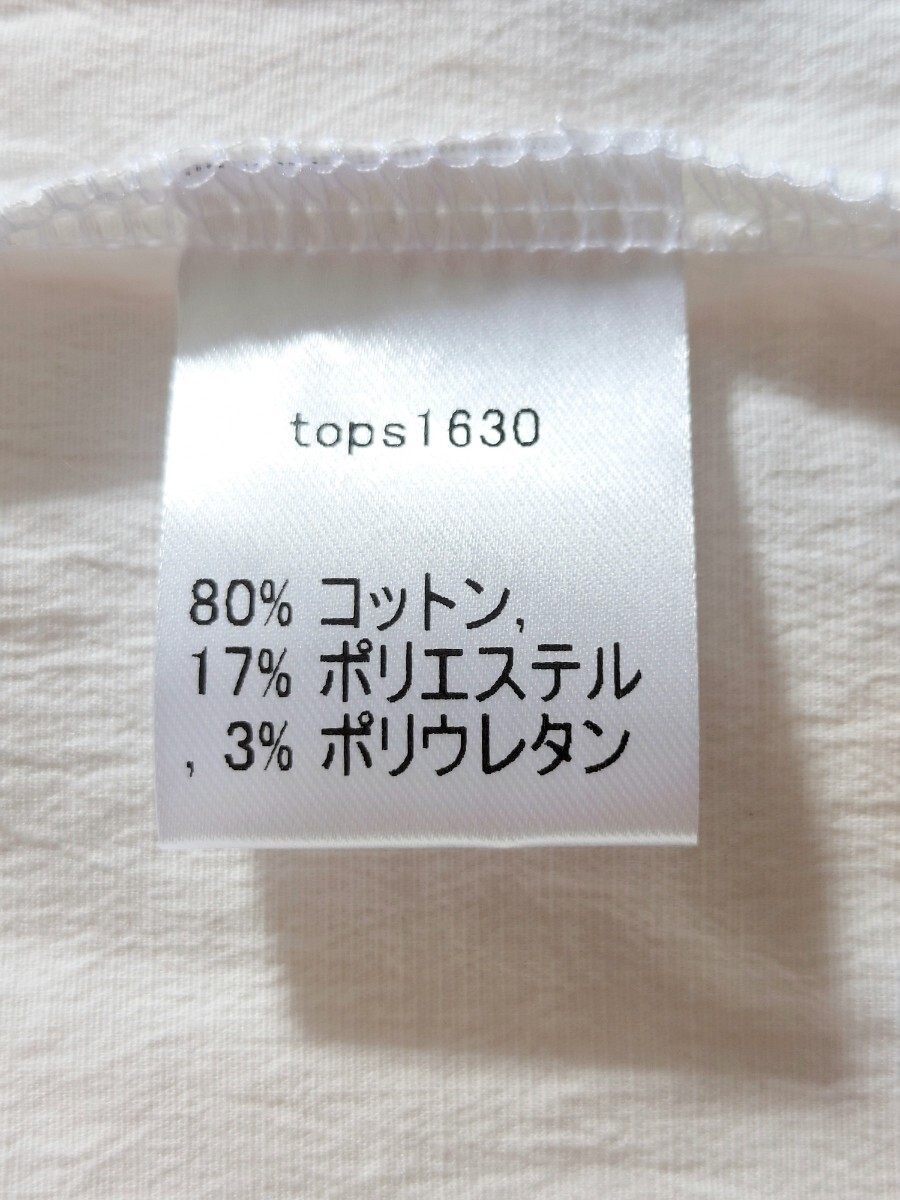 tops1630
80% コットン,
17% ポリエステル
, 3% ポリウレタン